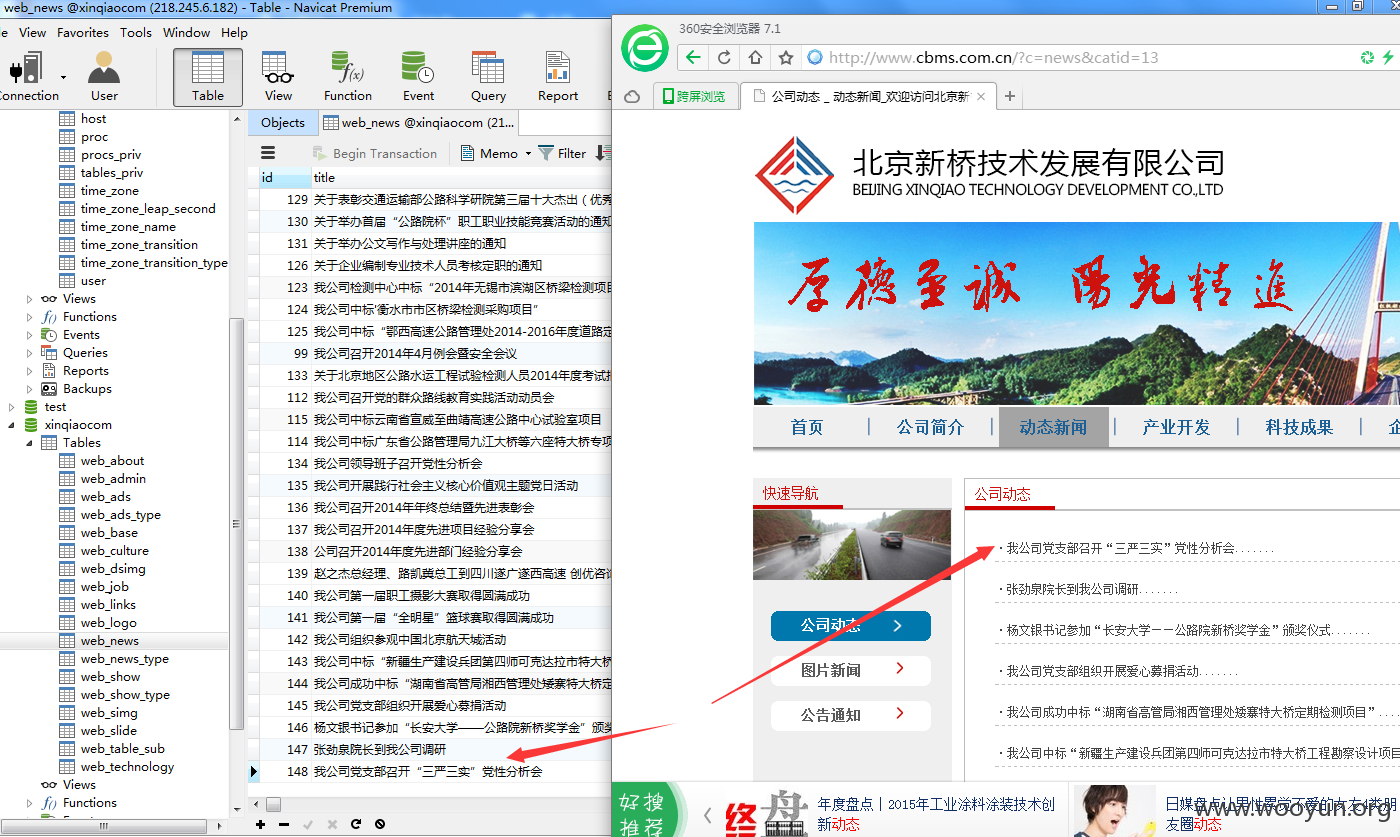 web_news @xinqiaocom (218.245.6.182) - Table - Navicat Premium
View Favorites Tools Window Help
Connection
User
Table
View
Function
Event
Query
Report
host
proc
procs_priv
tables_priv
time_zone
time_zone_leap_second
time_zone_name
time_zone_transition
time_zone_transition_type
user
Views
Functions
Events
Queries
Reports
Backups
test
xinqiaocom
Tables
web_about
web_admin
web_ads
web_ads_type
web_base
web_culture
web_dsimg
web_job
web_links
web_logo
web_news
web_news_type
web_show
web_show_type
web_simg
web_slide
web_table_sub
web_technology
Views
Functions
Objects
web_news @xinqiaocom (21...
Begin Transaction
Memo
Filter
id title
129 关于表彰交通运输部公路科学研究院第三届十大杰出（优秀
130 关于举办首届“公路院杯”职工职业技能竞赛活动的通知
131 关于举办公文写作与处理讲座的通知
126 关于企业编制专业技术人员考核定职的通知
123 我公司检测中心中标“2014年无锡市滨湖区桥梁检测项目
124 我公司中标‘衡水市市区桥梁检测采购项目”
125 我公司中标“鄂西高速公路管理处2014-2016年度道路定
99 我公司召开2014年4月例会暨安全会议
133 关于北京地区公路水运工程试验检测人员2014年度考试报
112 我公司召开党的群众路线教育实践活动动员会
115 我公司中标云南省宣威至曲靖高速公路中心试验室项目
114 我公司中标广东省公路管理局九江大桥等六座特大桥专项
134 我公司领导班子召开党性分析会
135 我公司开展践行社会主义核心价值观主题党日活动
136 我公司召开2014年年终总结暨先进表彰会
137 我公司召开2014年度先进项目经验分享会
138 公司召开2014年度先进部门经验分享会
139 赵之杰总经理、路凯冀总工到四川遂广遂西高速 创优咨询
140 我公司第一届职工摄影大赛取得圆满成功
141 我公司第一届“全明星”篮球赛取得圆满成功
142 我公司组织参观中国北京航天城活动
143 我公司中标“新疆生产建设兵团第四师可克达拉市特大桥
144 我公司成功中标“湖南省高管局湘西管理处矮寨特大桥定
145 我公司党支部组织开展爱心募捐活动
146 杨文银书记参加“长安大学——公路院新桥奖学金”颁奖
147 张劲泉院长到我公司调研
148 我公司党支部召开“三严三实”党性分析会
360安全浏览器 7.1
http://www.cbms.com.cn/?c=news&catid=13
跨屏浏览
公司动态 _ 动态新闻_欢迎访问北京新
北京新桥技术发展有限公司
BEIJING XINQIAO TECHNOLOGY DEVELOPMENT CO.,LTD
厚德至诚 陽光精進
CBMS
首页 | 公司简介 | 动态新闻 | 产业开发 | 科技成果 | 企
快速导航
公司动态
图片新闻
公告通知
公司动态
· 我公司党支部召开“三严三实”党性分析会.......
· 张劲泉院长到我公司调研.......
· 杨文银书记参加“长安大学——公路院新桥奖学金”颁奖仪式.......
· 我公司党支部组织开展爱心募捐活动.......
· 我公司成功中标“湖南省高管局湘西管理处矮寨特大桥定期检测项目”....
· 我公司中标“新疆生产建设兵团第四师可克达拉市特大桥工程勘察设计项目
好搜
推荐
终
舟
年度盘点丨2015年工业涂料涂装技术创
新动态
友圈动态
www.wooyun.org